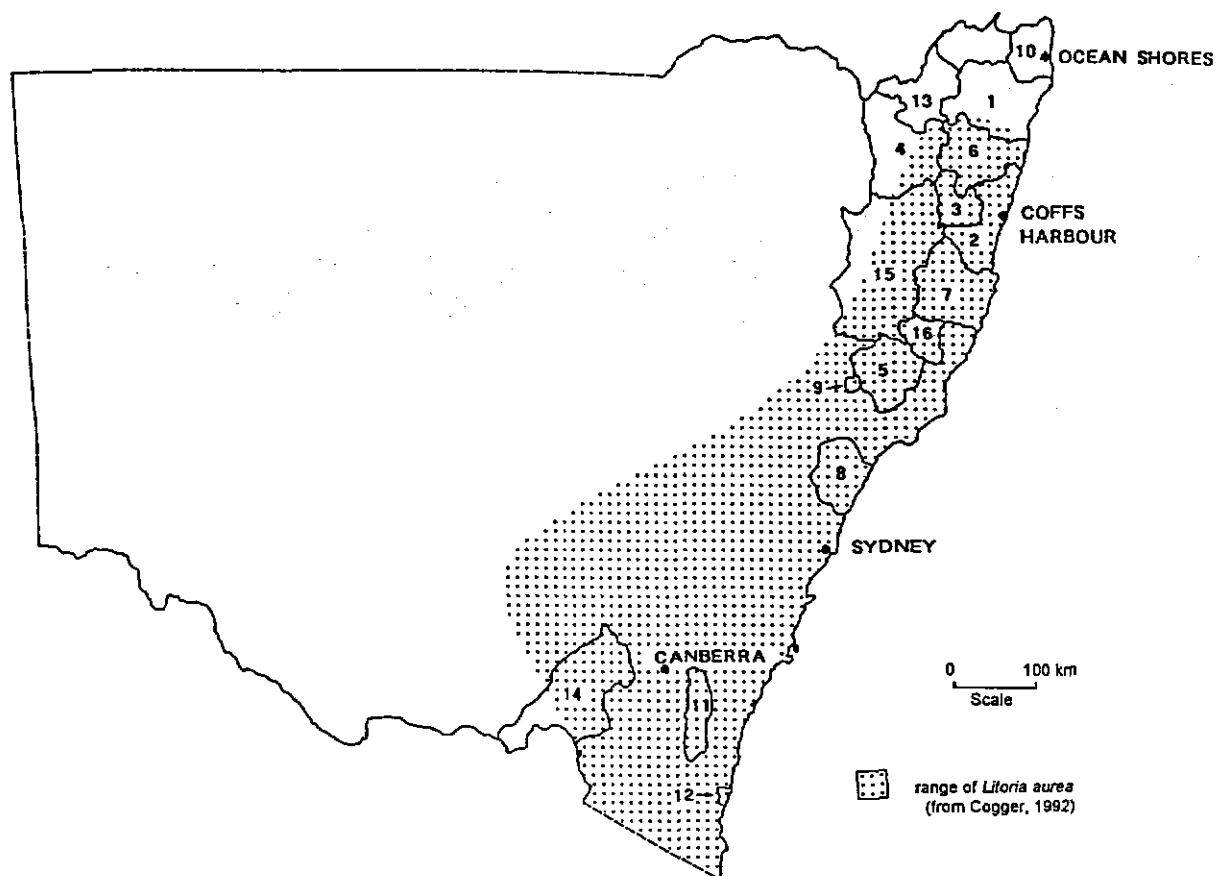 10
OCEAN SHORES
13
1
4
6
3
COFFS
HARBOUR
2
15
7
16
5
9
8
SYDNEY
CANBERRA
14
11
0 100 km
Scale
12
range of Litoria aurea
(from Cogger, 1992)